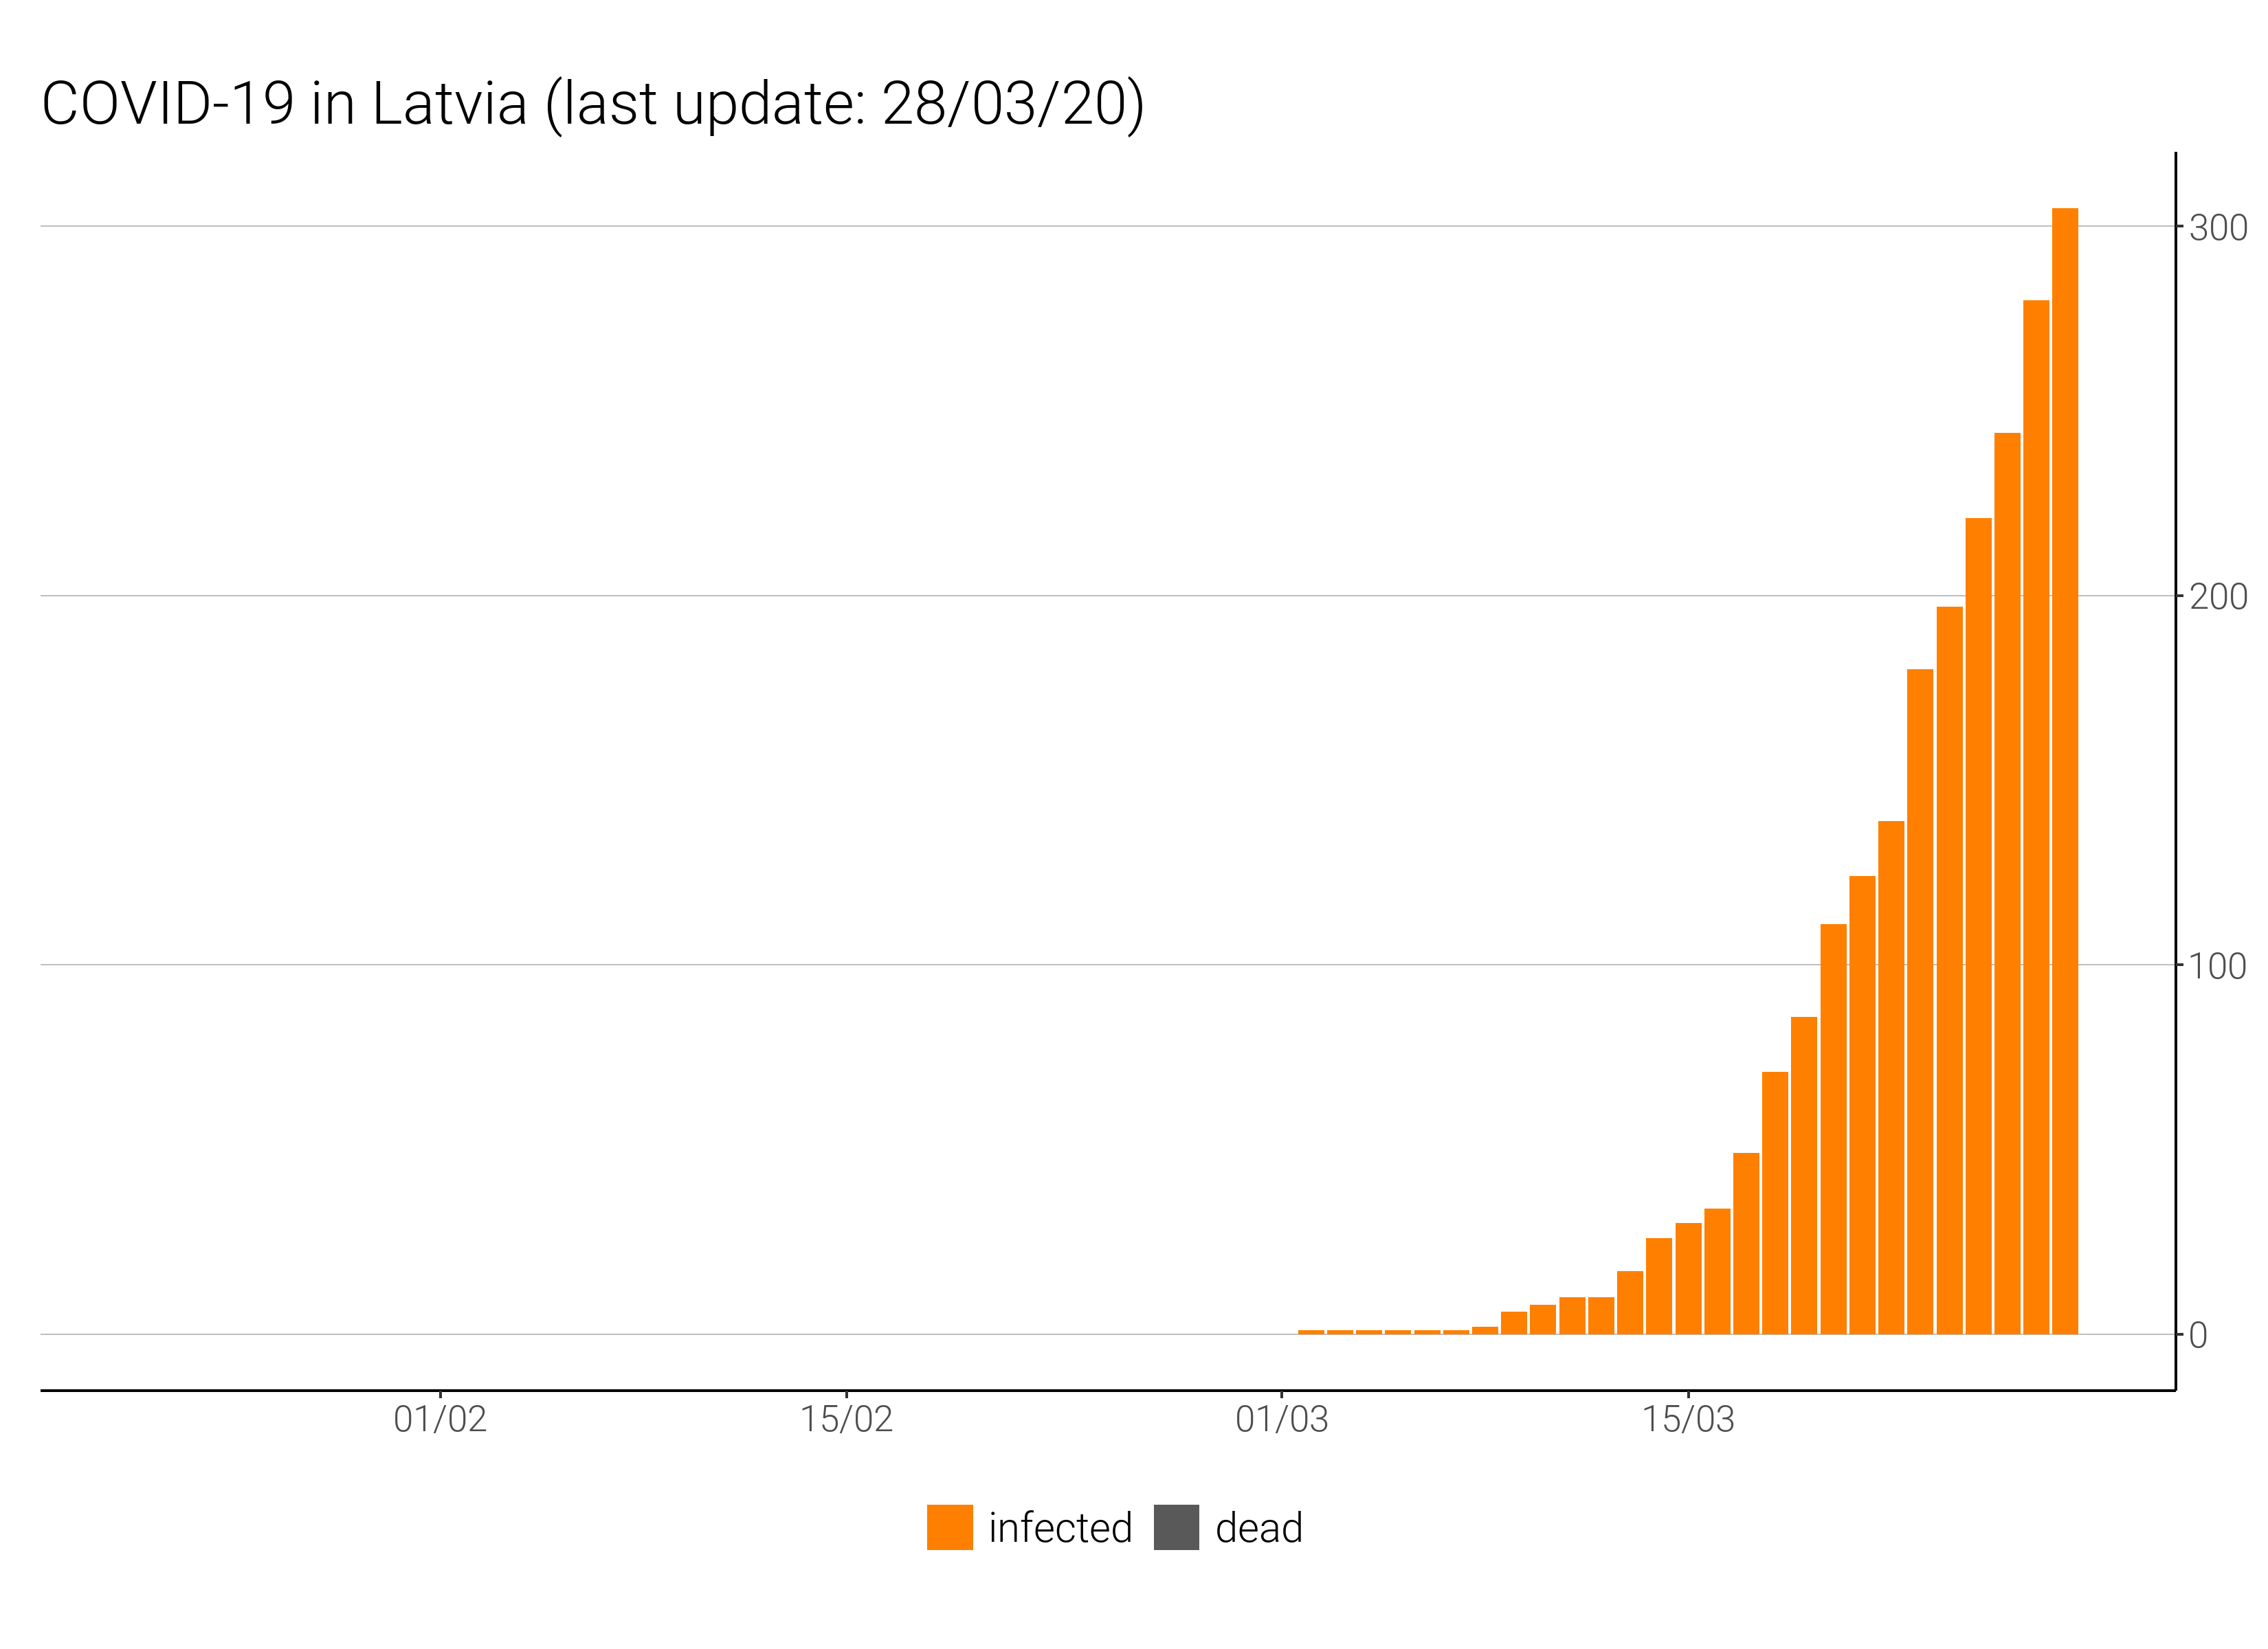 COVID-19 in Latvia (last update: 28/03/20)
300
200
100
0
01/02 15/02 01/03 15/03
infected dead